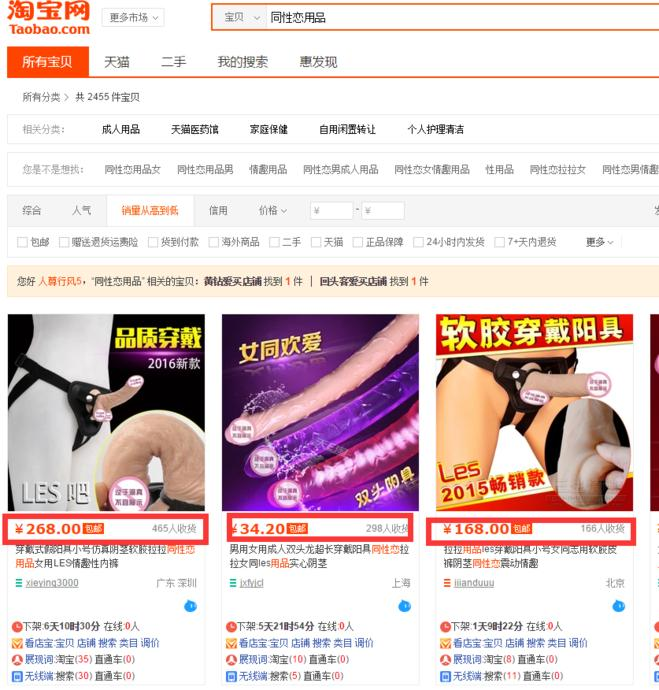 淘宝网
Taobao.com
更多市场
宝贝
同性恋用品
所有宝贝 天猫 二手 我的搜索 惠发现
所有分类 > 共 2455 件宝贝
相关分类: 成人用品 天猫医药馆 家庭保健 自用闲置转让 个人护理清洁
您是不是想找: 同性恋用品女 同性恋用品男 情趣用品 同性恋男成人用品 同性恋女情趣用品 性用品 同性恋拉拉女 同性恋男情趣
综合 人气 销量从高到低 信用 价格 ¥ - ¥
包邮 赠送退货运费险 货到付款 海外商品 二手 天猫 正品保障 24小时内发货 7+天内退货 更多
您好 人尊行风5，“同性恋用品” 相关的宝贝：黄钻爱买店铺 找到 1 件 | 回头客爱买店铺 找到 1 件
品质穿戴
2016新款
LES 吧
¥268.00 包邮 465人收货
穿戴式假阳具小号仿真阴茎软胶拉拉同性恋
用品女用LES情趣性内裤
xieying3000 广东 深圳
下架:6天10时30分 在线:0人
看店宝:宝贝 店铺 搜索 类目 调价
展现词:淘宝(35) 直通车(0)
无线端:搜索(30) 直通车(0)
女同欢爱
双头阳具
¥34.20 包邮 298人收货
男用女用成人双头龙超长穿戴阳具同性恋拉
拉女同les用品实心阴茎
jxfyjcl 上海
下架:5天21时54分 在线:0人
看店宝:宝贝 店铺 搜索 类目 调价
展现词:淘宝(10) 直通车(0)
无线端:搜索(5) 直通车(0)
软胶穿戴阳具
Les
2015畅销款
¥168.00 包邮 166人收货
拉拉用品les穿戴阳具小号女同志用软胶皮
裤阴茎同性恋震动情趣
jijianduuu 北京
下架:1天9时22分 在线:0人
看店宝:宝贝 店铺 搜索 类目 调价
展现词:淘宝(8) 直通车(0)
无线端:搜索(11) 直通车(0)